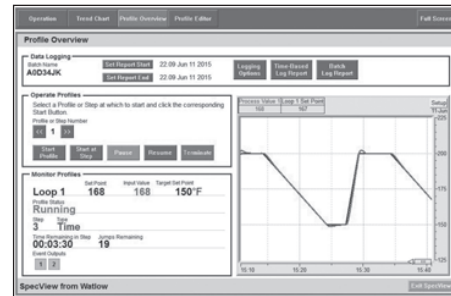 Operation Trend Chart Profile Overview Profile Editor Full Screen
Profile Overview
Data Logging
Batch Name
A0D34JK
Set Report Start 22:09 Jun 11 2015
Set Report End 22:09 Jun 11 2015
Logging Options
Time-Based Log Report
Batch Log Report
Operate Profiles
Select a Profile or Step at which to start and click the corresponding
Start Button.
Profile or Step Number
<< 1 >>
Start Profile
Start at Step
Pause
Resume
Terminate
Process Value 1 Loop 1 Set Point
168 167
Setup
11-Jun
225
200
175
150
125
15:10 15:20 15:30 15:40
Monitor Profiles
Set Point Input Value Target Set Point
Loop 1 168 168 150°F
Profile Status
Running
Step Type
3 Time
Time Remaining in Step Jumps Remaining
00:03:30 19
Event Outputs
1 2
SpecView from Watlow
Exit SpecView